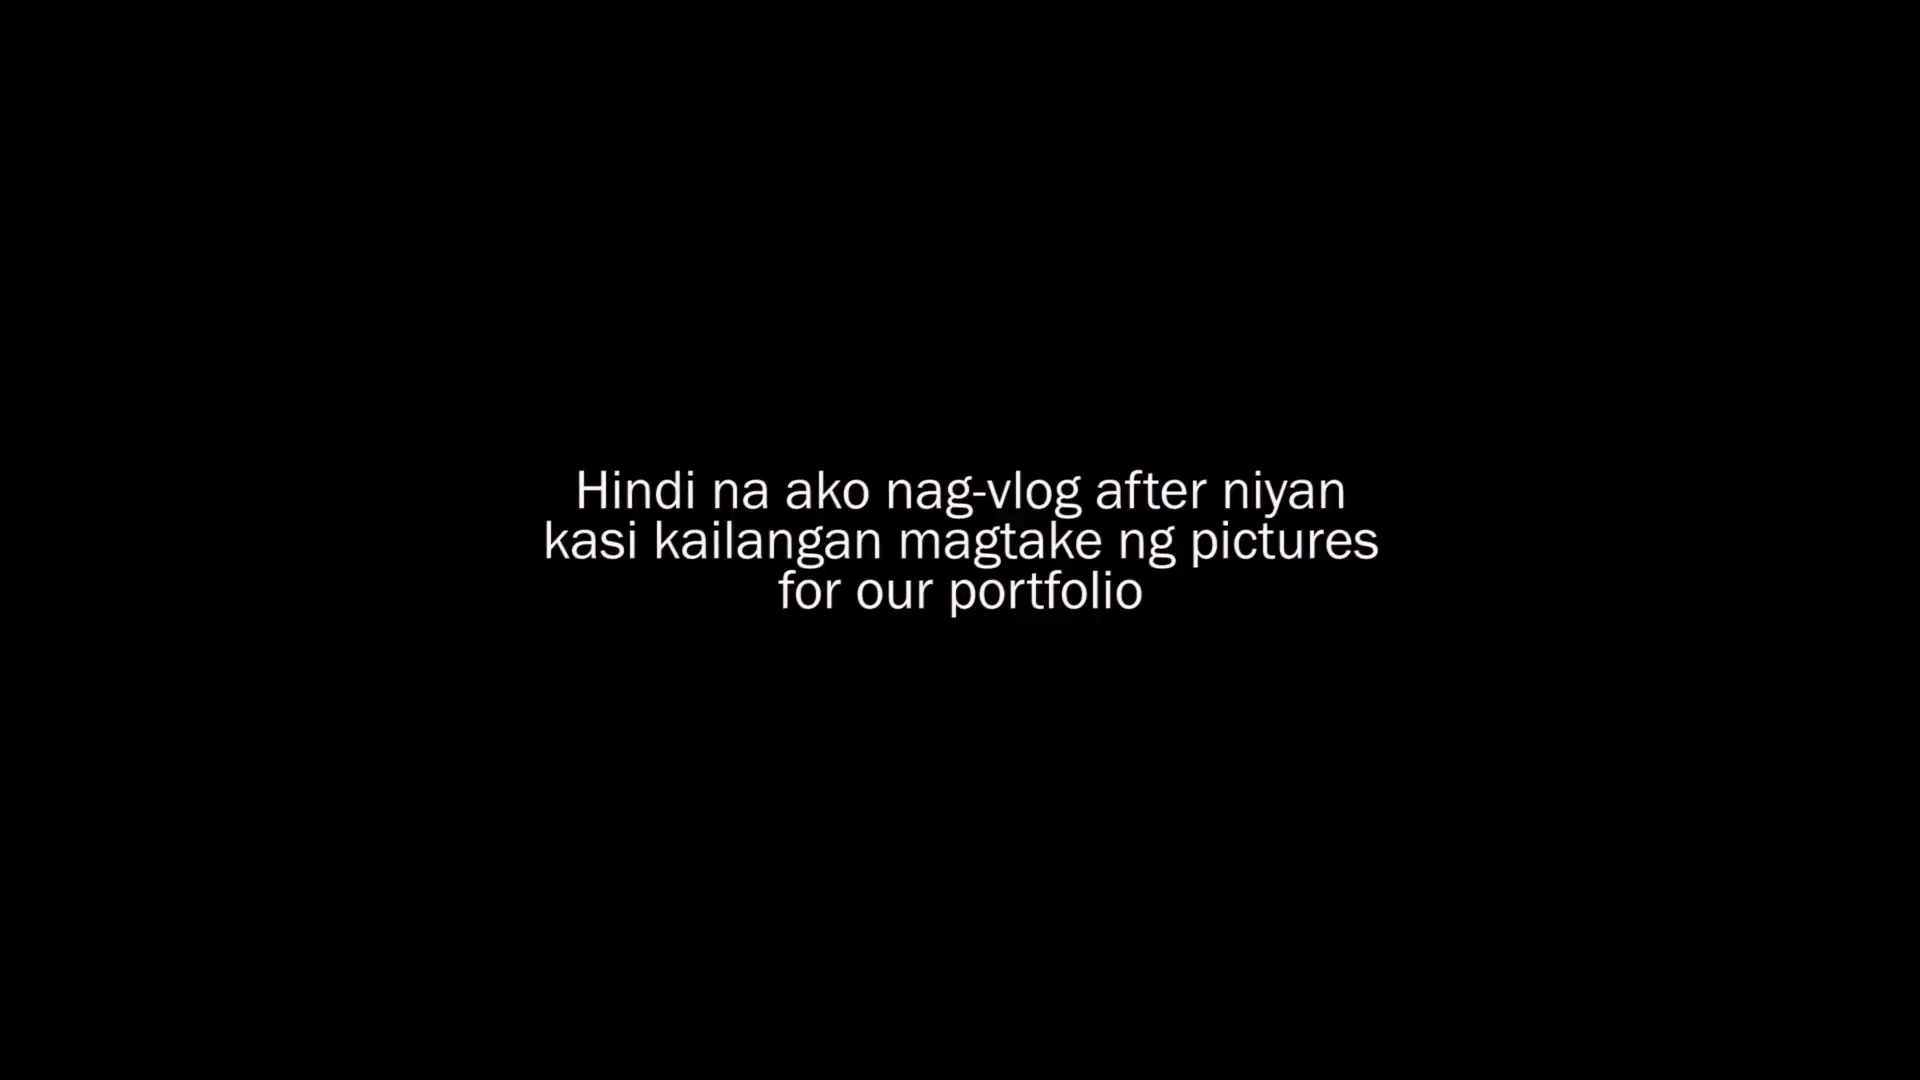 Hindi na ako nag-vlog after niyan
kasi kailangan magtake ng pictures
for our portfolio